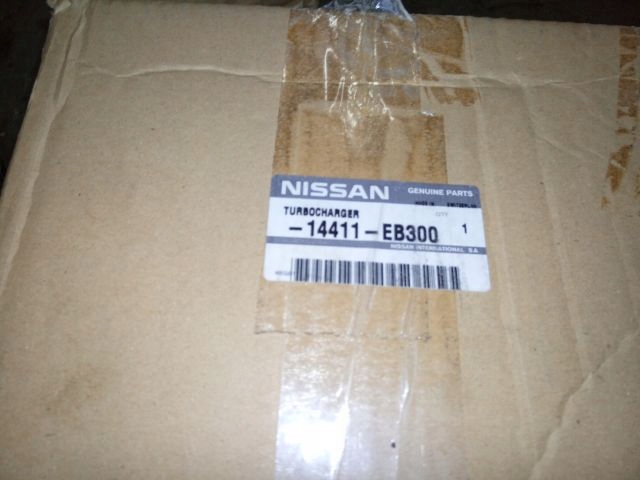 NISSAN GENUINE PARTS
MADE IN SWITZERLAND
TURBOCHARGER QTY
-14411-EB300 1
NISSAN INTERNATIONAL SA